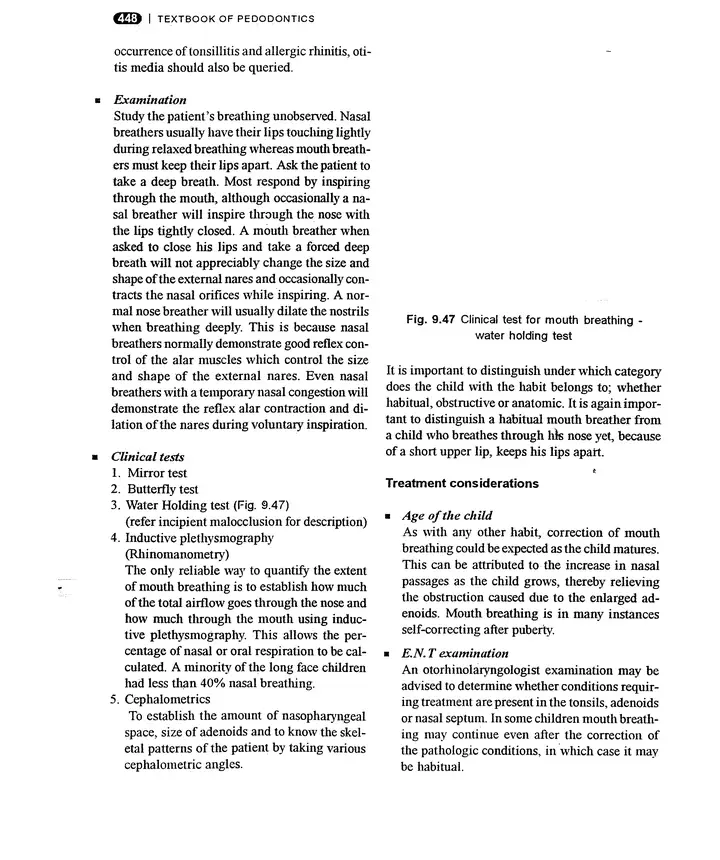 448 | TEXTBOOK OF PEDODONTICS
occurrence of tonsillitis and allergic rhinitis, oti-
tis media should also be queried.
▪ Examination
Study the patient's breathing unobserved. Nasal
breathers usually have their lips touching lightly
during relaxed breathing whereas mouth breath-
ers must keep their lips apart. Ask the patient to
take a deep breath. Most respond by inspiring
through the mouth, although occasionally a na-
sal breather will inspire through the nose with
the lips tightly closed. A mouth breather when
asked to close his lips and take a forced deep
breath will not appreciably change the size and
shape of the external nares and occasionally con-
tracts the nasal orifices while inspiring. A nor-
mal nose breather will usually dilate the nostrils
when breathing deeply. This is because nasal
breathers normally demonstrate good reflex con-
trol of the alar muscles which control the size
and shape of the external nares. Even nasal
breathers with a temporary nasal congestion will
demonstrate the reflex alar contraction and di-
lation of the nares during voluntary inspiration.
▪ Clinical tests
1. Mirror test
2. Butterfly test
3. Water Holding test (Fig. 9.47)
(refer incipient malocclusion for description)
4. Inductive plethysmography
(Rhinomanometry)
The only reliable way to quantify the extent
of mouth breathing is to establish how much
of the total airflow goes through the nose and
how much through the mouth using induc-
tive plethysmography. This allows the per-
centage of nasal or oral respiration to be cal-
culated. A minority of the long face children
had less than 40% nasal breathing.
5. Cephalometrics
To establish the amount of nasopharyngeal
space, size of adenoids and to know the skel-
etal patterns of the patient by taking various
cephalometric angles.
Fig. 9.47 Clinical test for mouth breathing -
water holding test
It is important to distinguish under which category
does the child with the habit belongs to; whether
habitual, obstructive or anatomic. It is again impor-
tant to distinguish a habitual mouth breather from
a child who breathes through his nose yet, because
of a short upper lip, keeps his lips apart.
Treatment considerations
▪ Age of the child
As with any other habit, correction of mouth
breathing could be expected as the child matures.
This can be attributed to the increase in nasal
passages as the child grows, thereby relieving
the obstruction caused due to the enlarged ad-
enoids. Mouth breathing is in many instances
self-correcting after puberty.
▪ E.N.T examination
An otorhinolaryngologist examination may be
advised to determine whether conditions requir-
ing treatment are present in the tonsils, adenoids
or nasal septum. In some children mouth breath-
ing may continue even after the correction of
the pathologic conditions, in which case it may
be habitual.